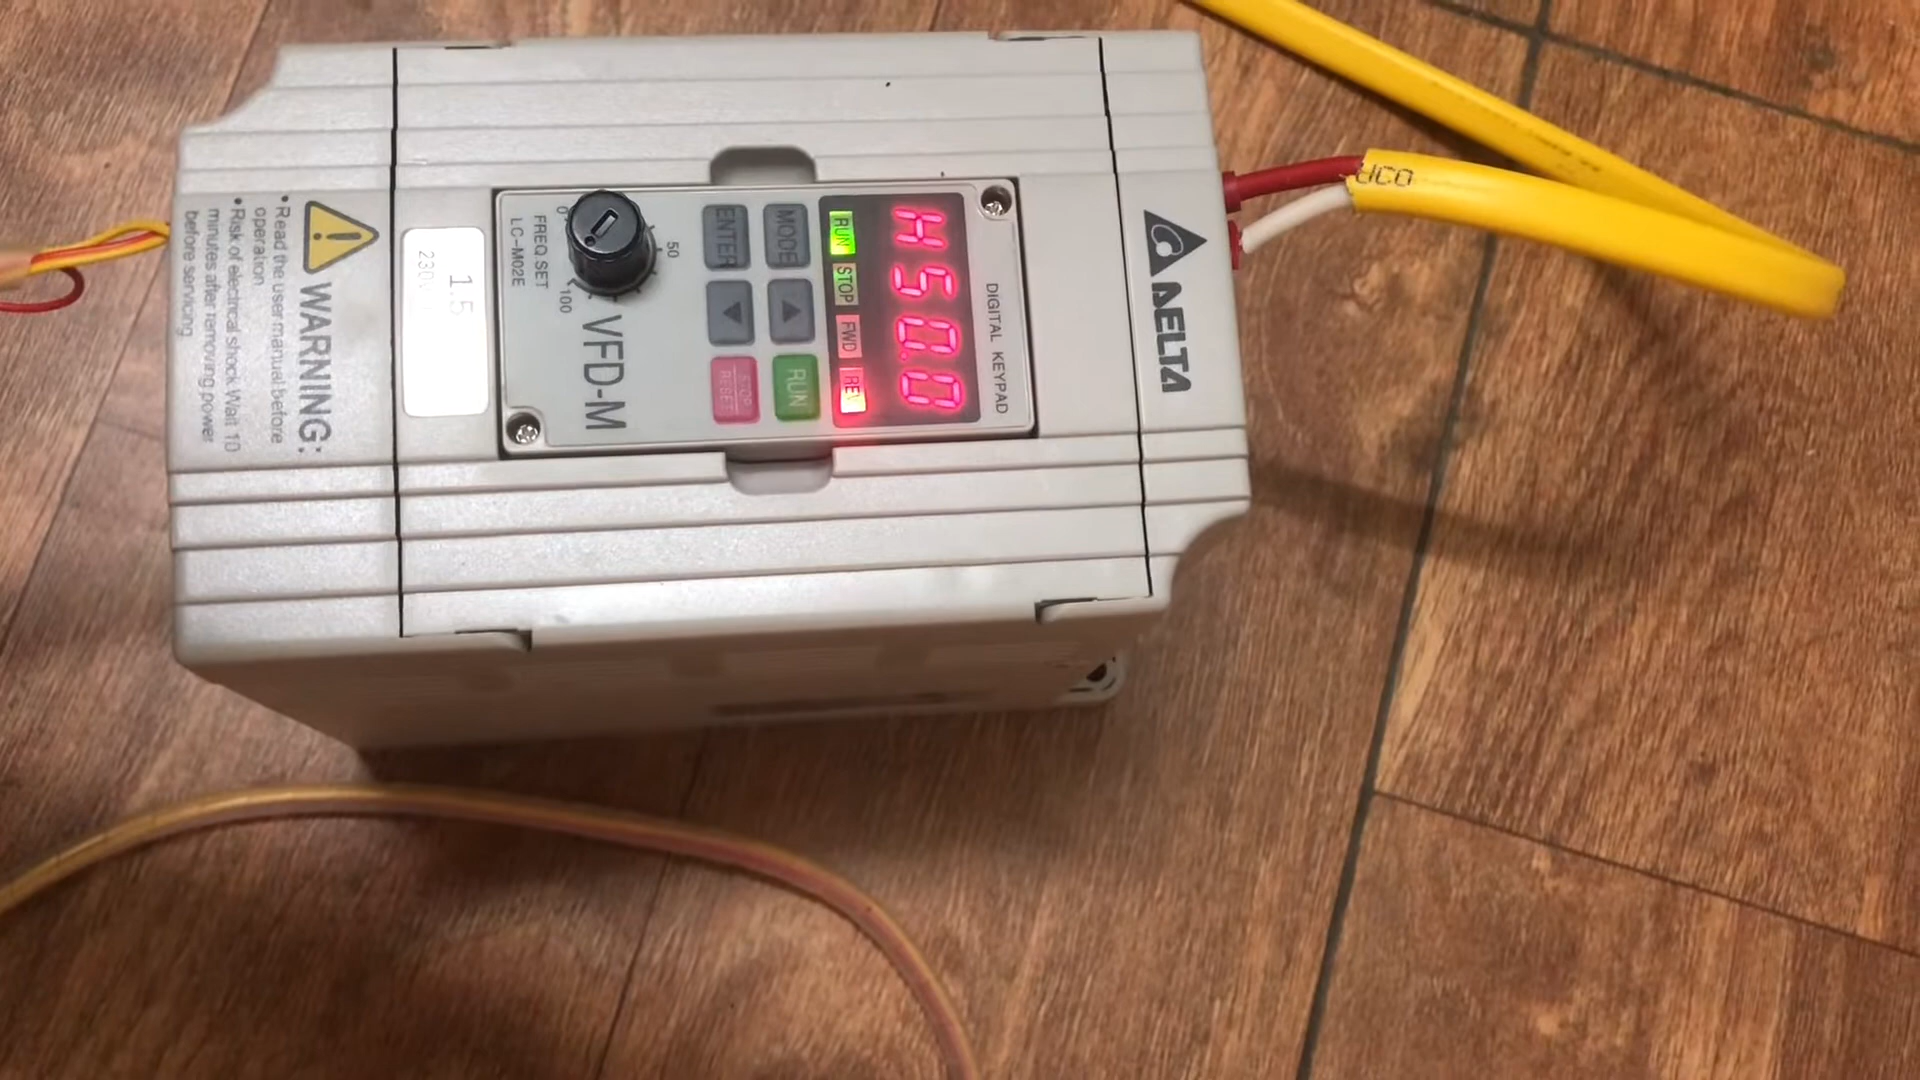 DELTA
DIGITAL KEYPAD
H50.0
RUN
STOP
FWD
REV
MODE
ENTER
RUN
STOP
RESET
0
50
100
FREQ SET
LC-M02E
VFD-M
1.5
230
WARNING:
• Read the user manual before
operation
• Risk of electrical shock Wait 10
minutes after removing power
before servicing